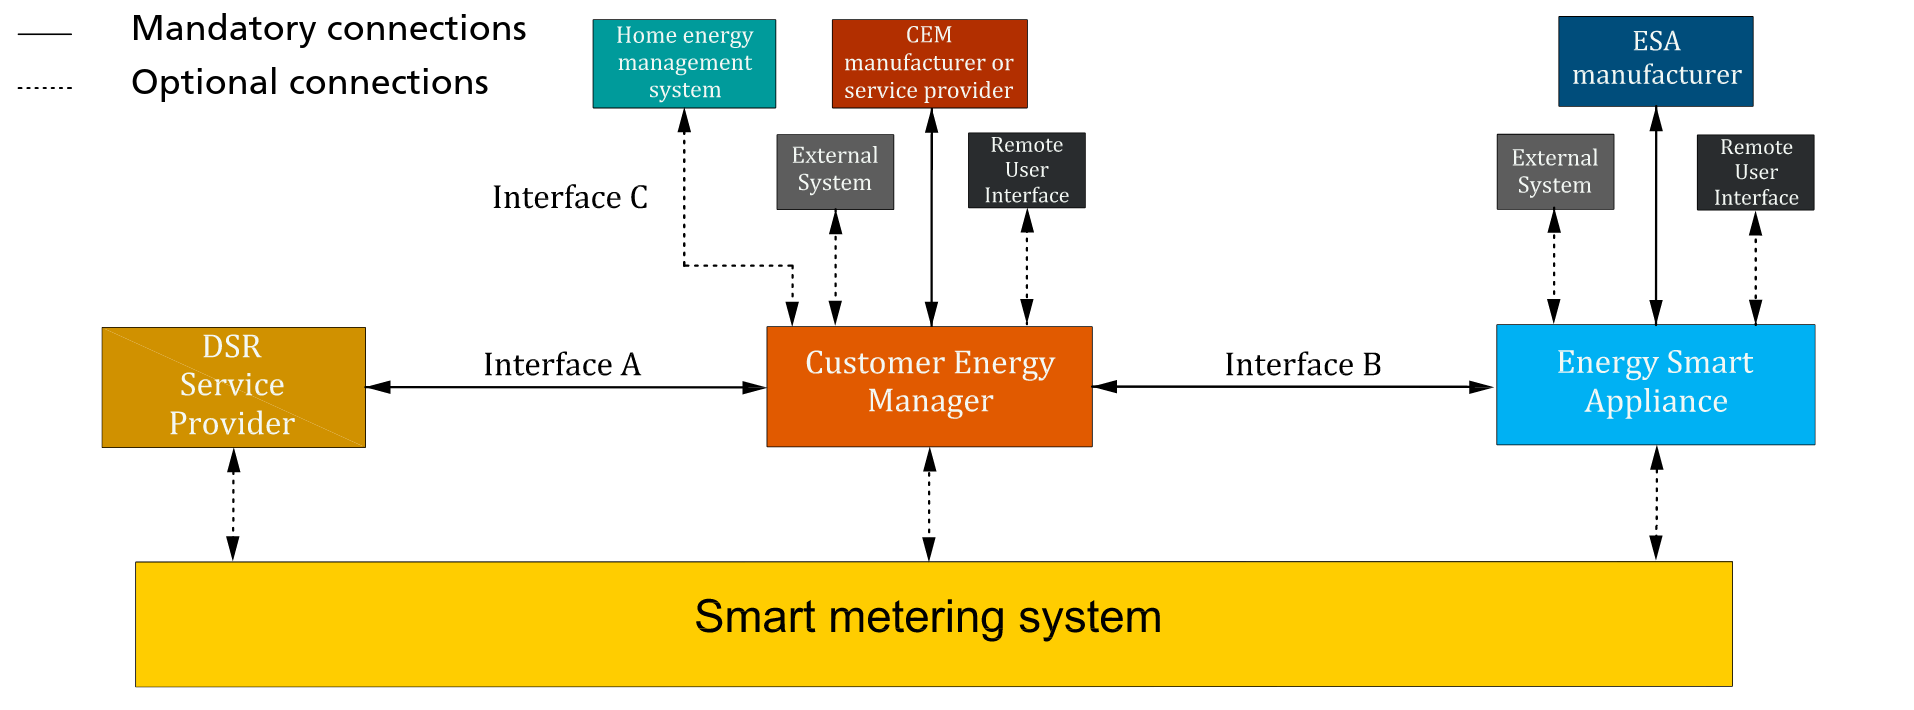 Mandatory connections
Optional connections
Home energy
management
system
CEM
manufacturer or
service provider
ESA
manufacturer
External
System
Remote
User
Interface
External
System
Remote
User
Interface
Interface C
DSR
Service
Provider
Interface A
Customer Energy
Manager
Interface B
Energy Smart
Appliance
Smart metering system